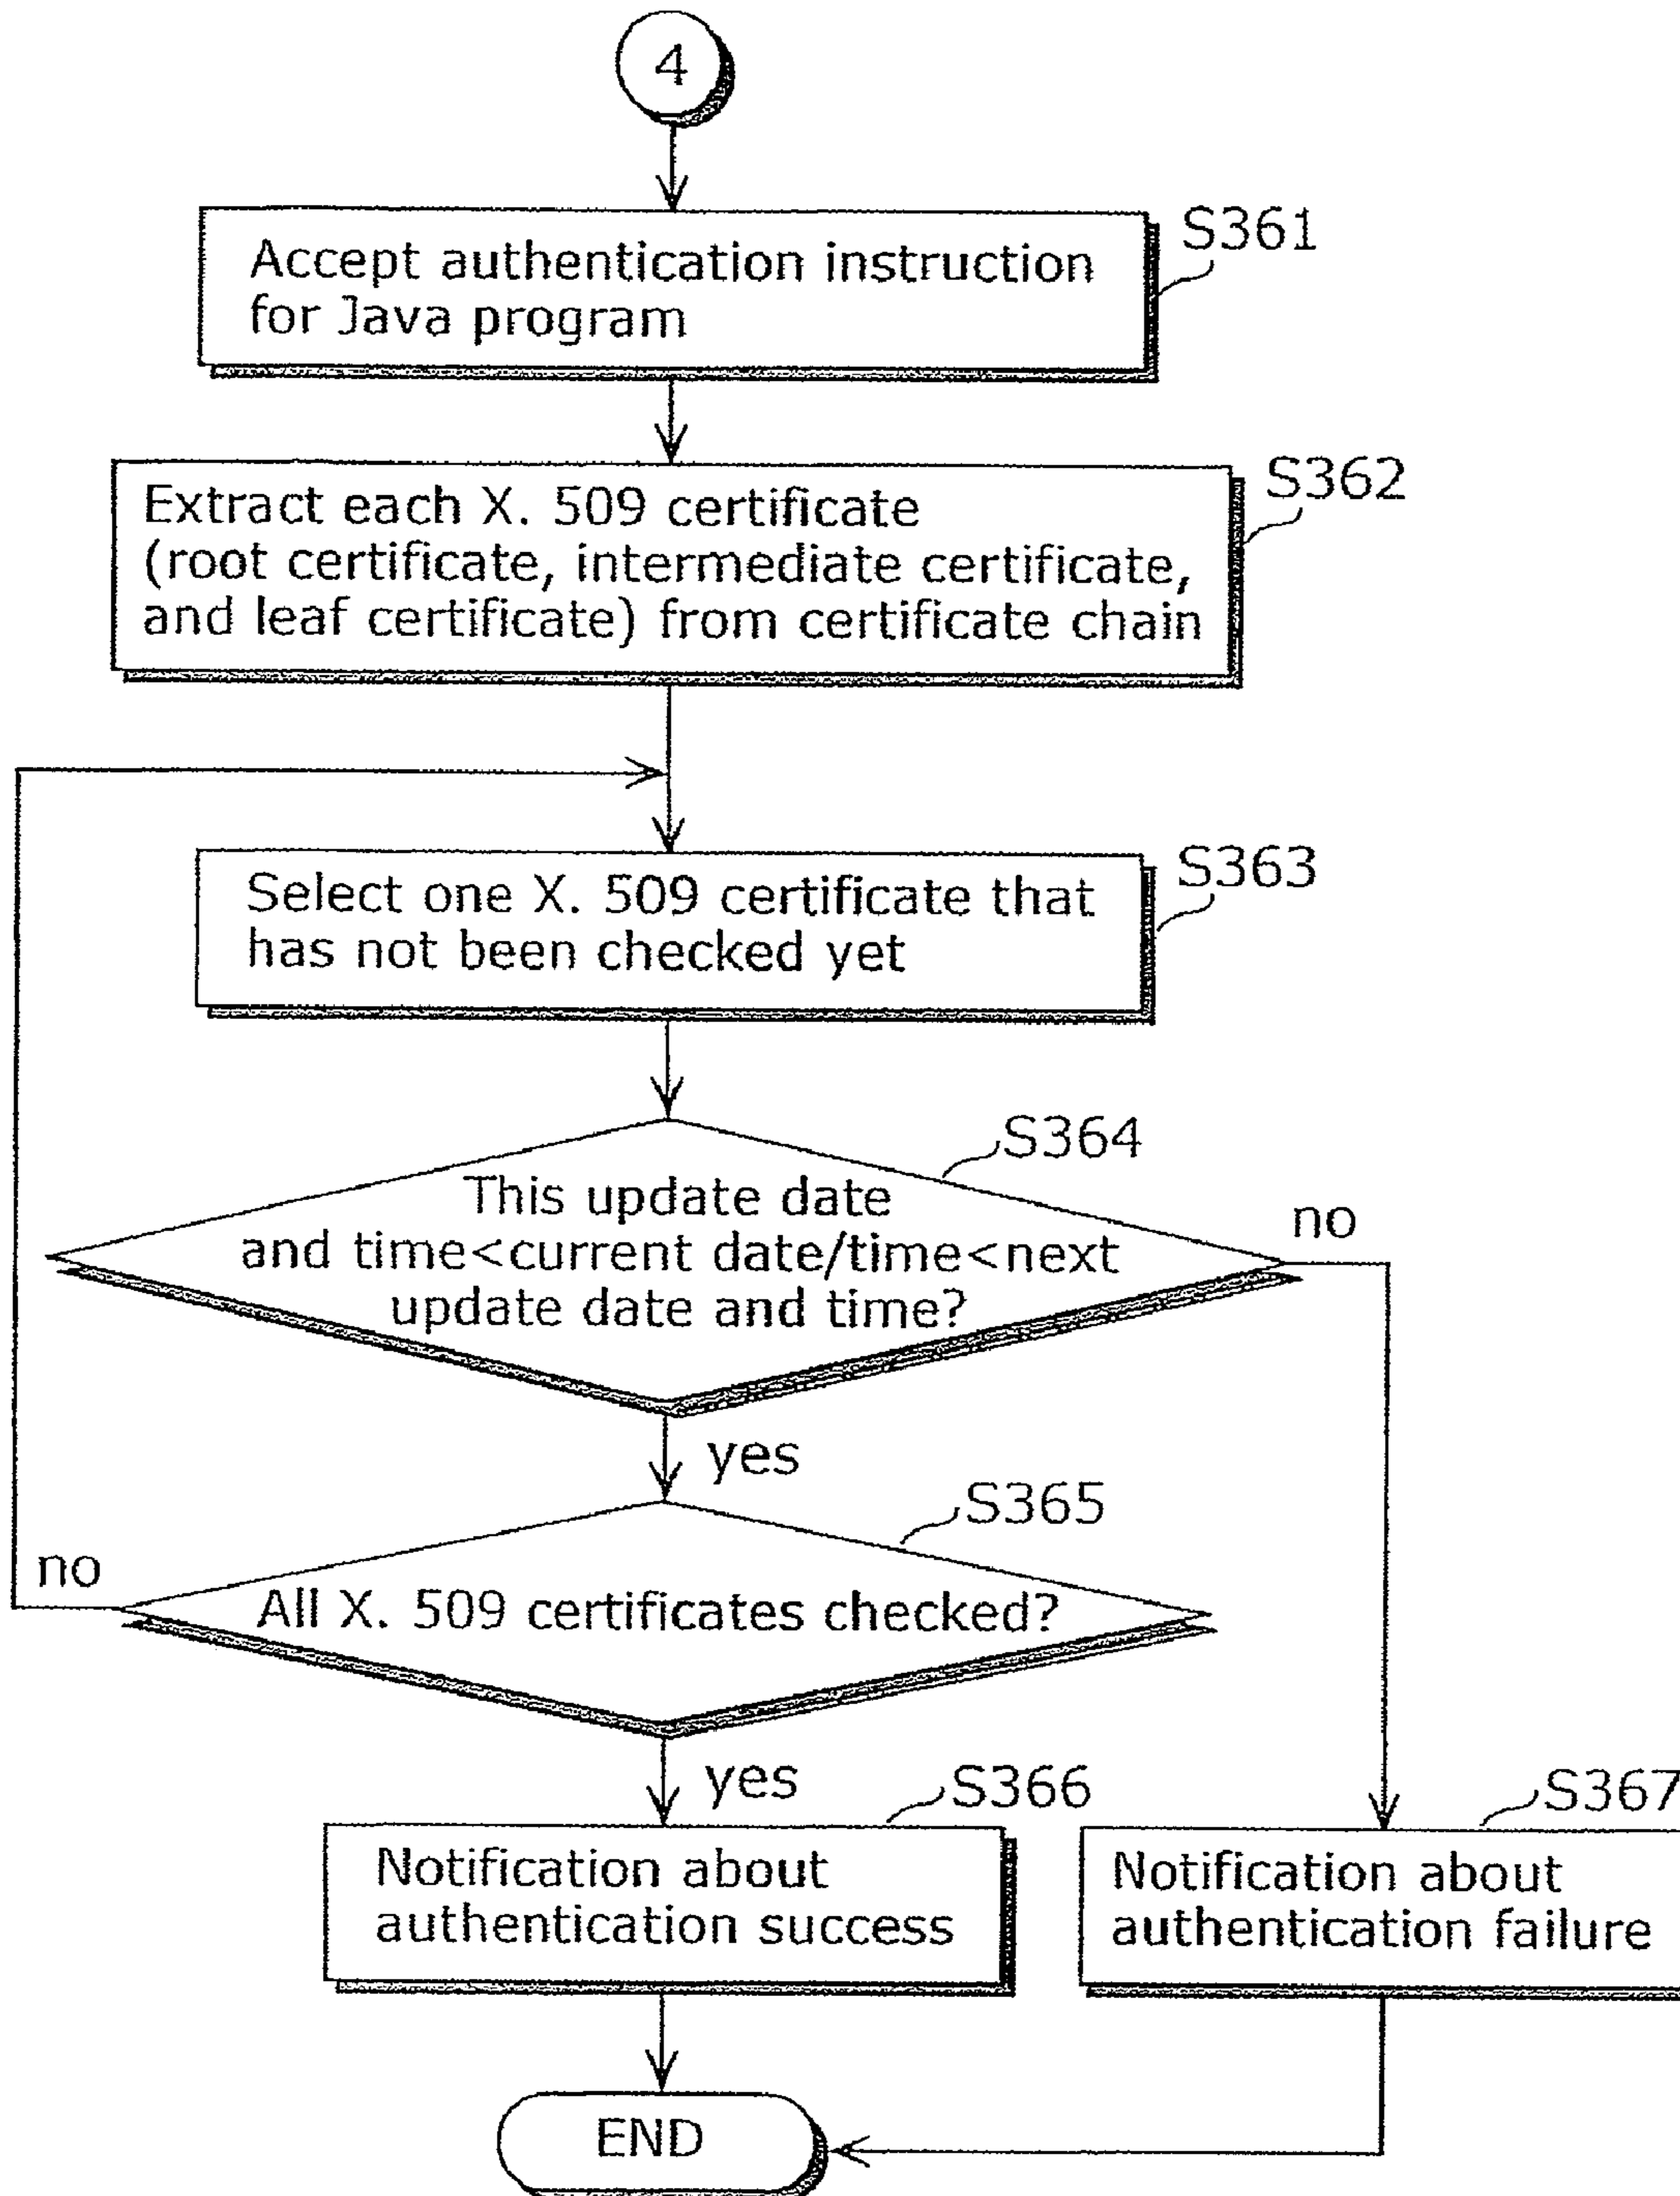 4
Accept authentication instruction
for Java program
S361
Extract each X. 509 certificate
(root certificate, intermediate certificate,
and leaf certificate) from certificate chain
S362
Select one X. 509 certificate that
has not been checked yet
S363
S364
This update date
and time<current date/time<next
update date and time?
no
yes
S365
no
All X. 509 certificates checked?
yes
S366
S367
Notification about
authentication success
Notification about
authentication failure
END